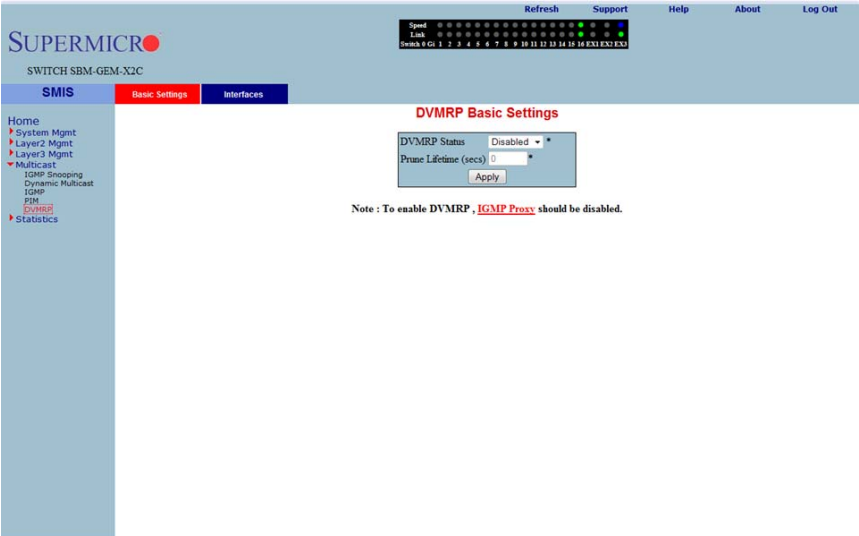 Refresh Support Help About Log Out
SUPERMICRO
Speed
Link
Switch 0 Gi 1 2 3 4 5 6 7 8 9 10 11 12 13 14 15 16 EX1 EX2 EX3
SWITCH SBM-GEM-X2C
SMIS
Basic Settings Interfaces
Home
System Mgmt
Layer2 Mgmt
Layer3 Mgmt
Multicast
IGMP Snooping
Dynamic Multicast
IGMP
PIM
DVMRP
Statistics
DVMRP Basic Settings
DVMRP Status Disabled *
Prune Lifetime (secs) 0 *
Apply
Note : To enable DVMRP , IGMP Proxy should be disabled.